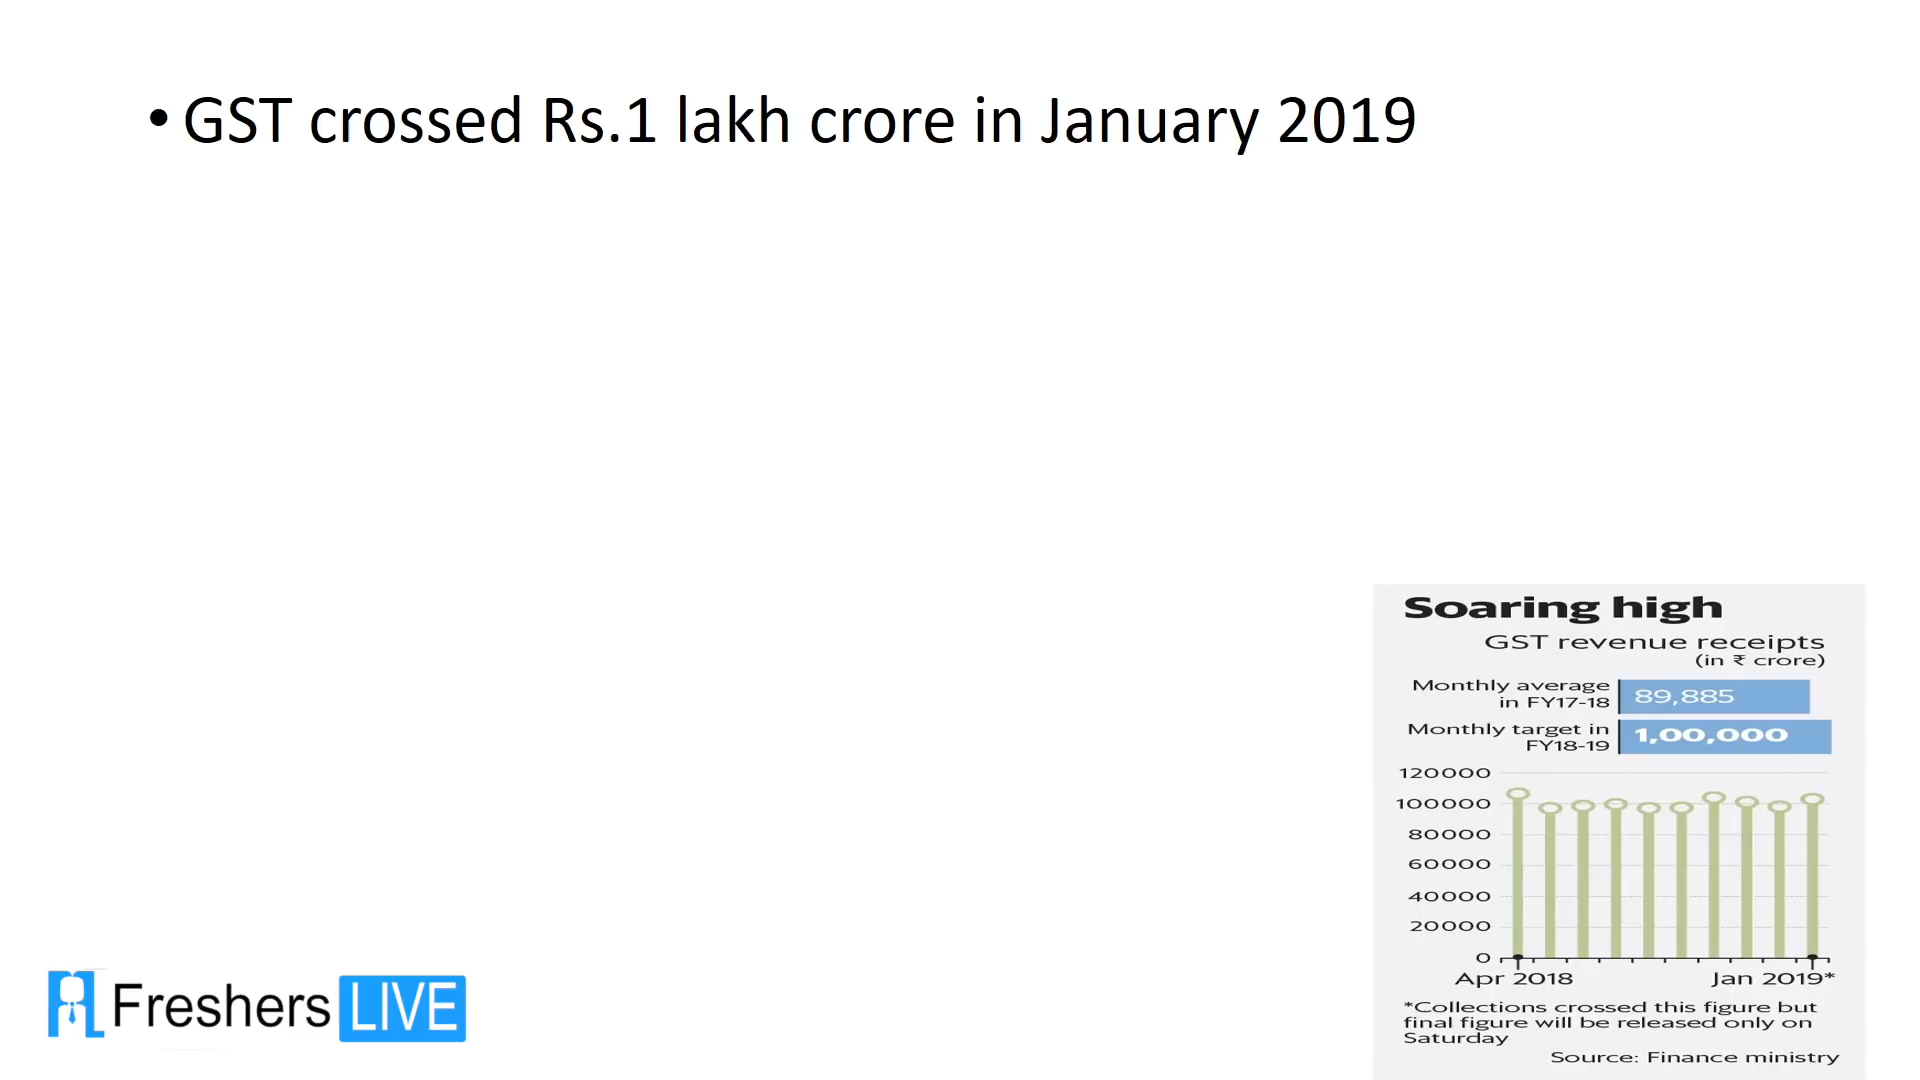 • GST crossed Rs.1 lakh crore in January 2019
Soaring high
GST revenue receipts
(in ₹ crore)
Monthly average
in FY17-18
89,885
Monthly target in
FY18-19
1,00,000
120000
100000
80000
60000
40000
20000
0
Apr 2018
Jan 2019*
*Collections crossed this figure but
final figure will be released only on
Saturday
Source: Finance ministry
Freshers LIVE